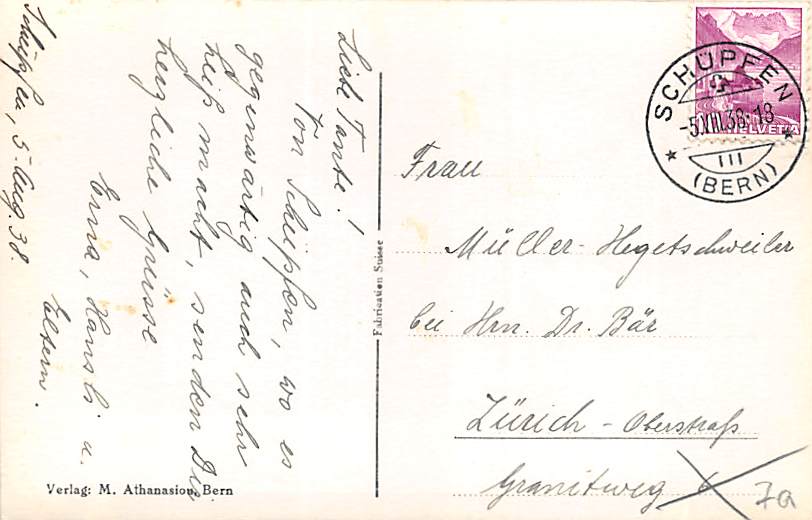 Schüpfen, 5. Aug. 38.
Liebe Tante!
Von Schüpfen, wo es
gegenwärtig auch sehr
heiß macht, senden Dir
herzliche Grüsse
Erna, Hansli u.
Eltern.
Verlag: M. Athanasiou, Bern
Fabrication Suisse
SCHÜPFEN
-5.VIII.38.18
(BERN)
HELVETIA
Frau
Müller-Hegetschweiler
bei Hrn. Dr. Bär
Zürich - Oberstraß
Granitweg 6
7a